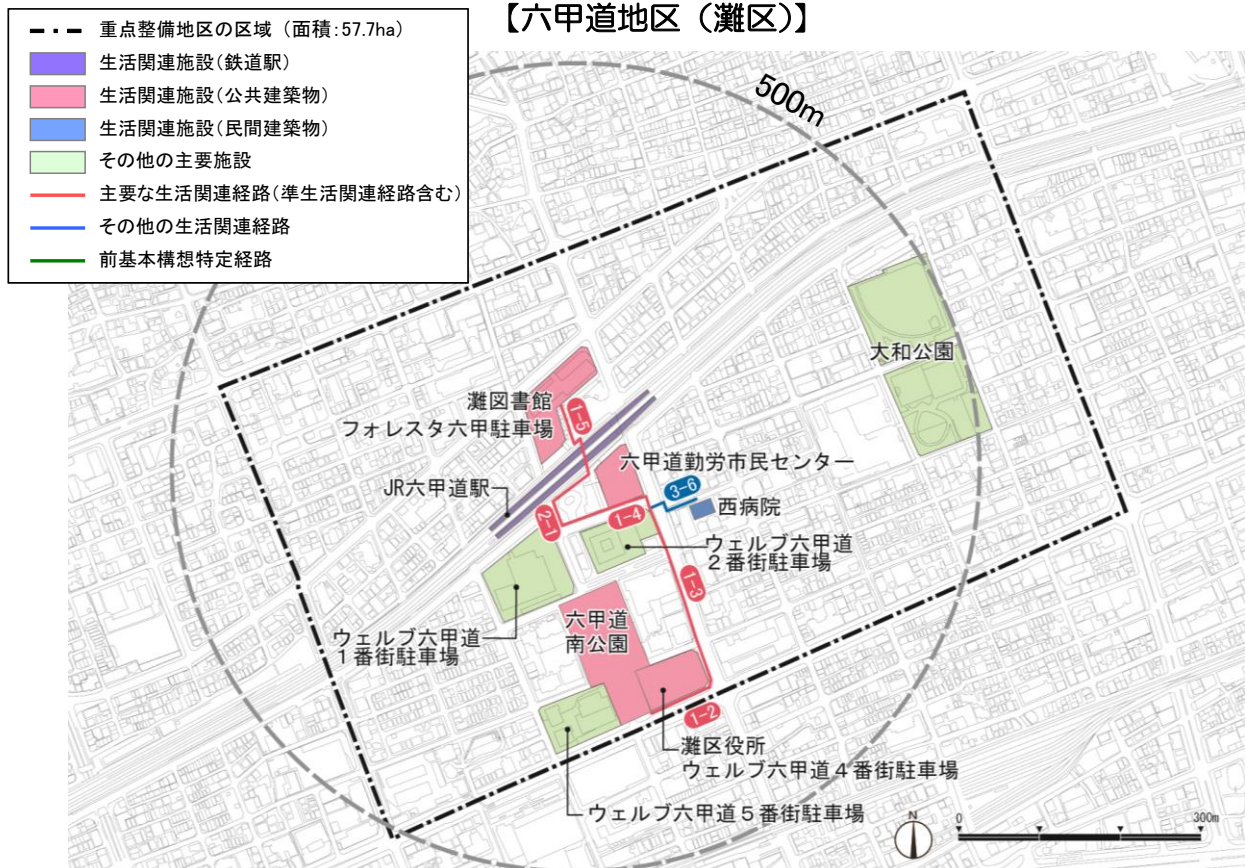 【六甲道地区（灘区）】
重点整備地区の区域（面積：57.7ha）
生活関連施設（鉄道駅）
生活関連施設（公共建築物）
生活関連施設（民間建築物）
その他の主要施設
主要な生活関連経路（準生活関連経路含む）
その他の生活関連経路
前基本構想特定経路
500m
大和公園
灘図書館
フォレスタ六甲駐車場
1-5
六甲道勤労市民センター
JR六甲道駅
3-6
西病院
2-1
1-4
ウェルブ六甲道
２番街駐車場
1-3
六甲道
南公園
ウェルブ六甲道
１番街駐車場
1-2
灘区役所
ウェルブ六甲道４番街駐車場
ウェルブ六甲道５番街駐車場
N
0
300m